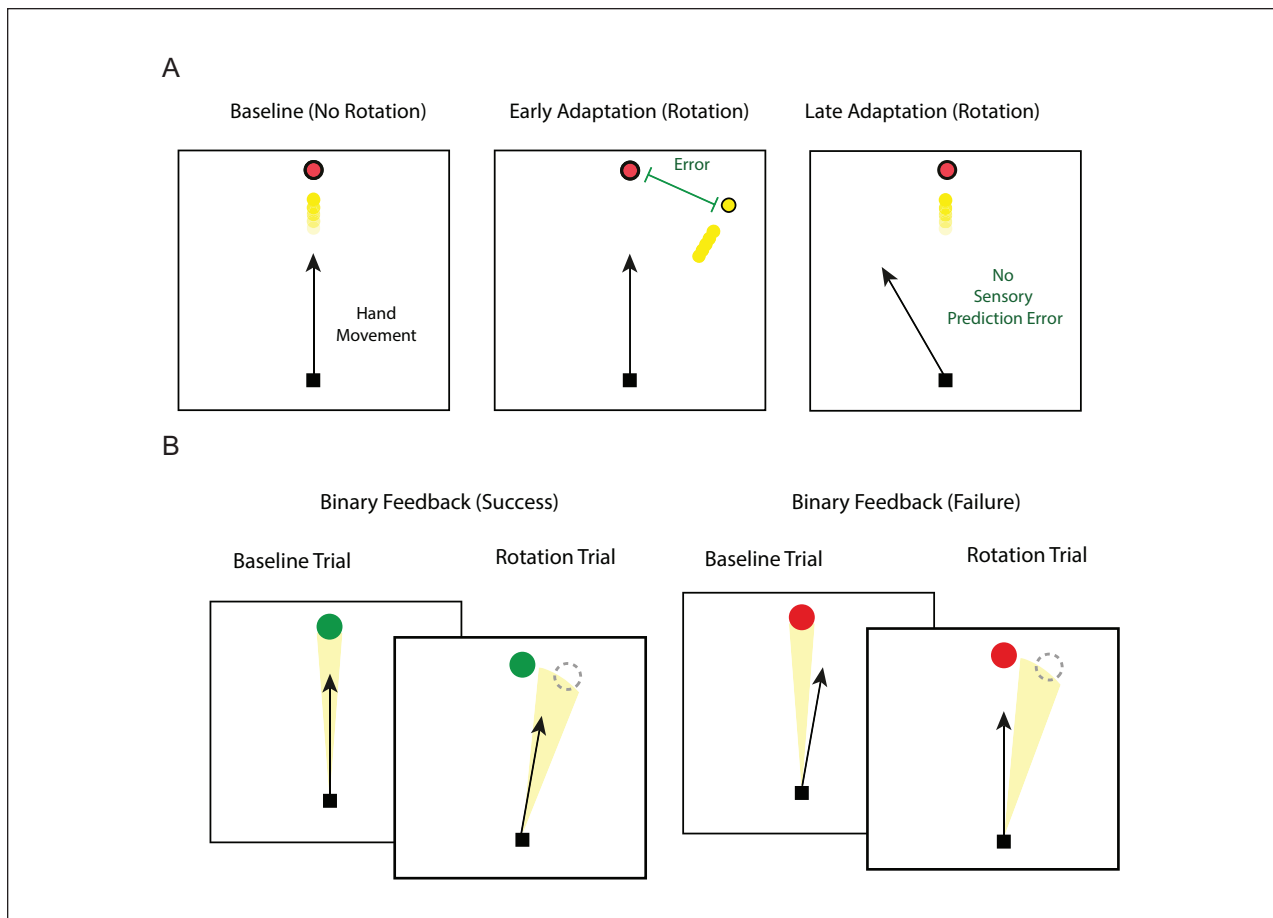 A
Baseline (No Rotation)
Early Adaptation (Rotation)
Late Adaptation (Rotation)
Error
Hand
Movement
No
Sensory
Prediction Error
B
Binary Feedback (Success)
Binary Feedback (Failure)
Baseline Trial
Rotation Trial
Baseline Trial
Rotation Trial